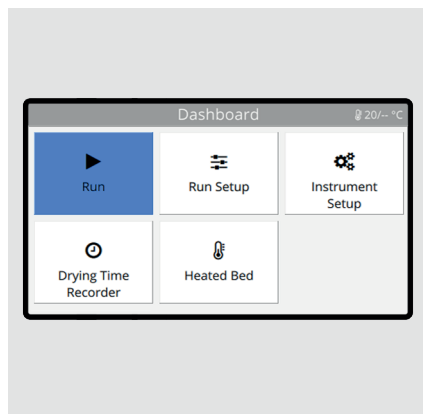 Dashboard
20/-- °C
Run
Run Setup
Instrument
Setup
Drying Time
Recorder
Heated Bed